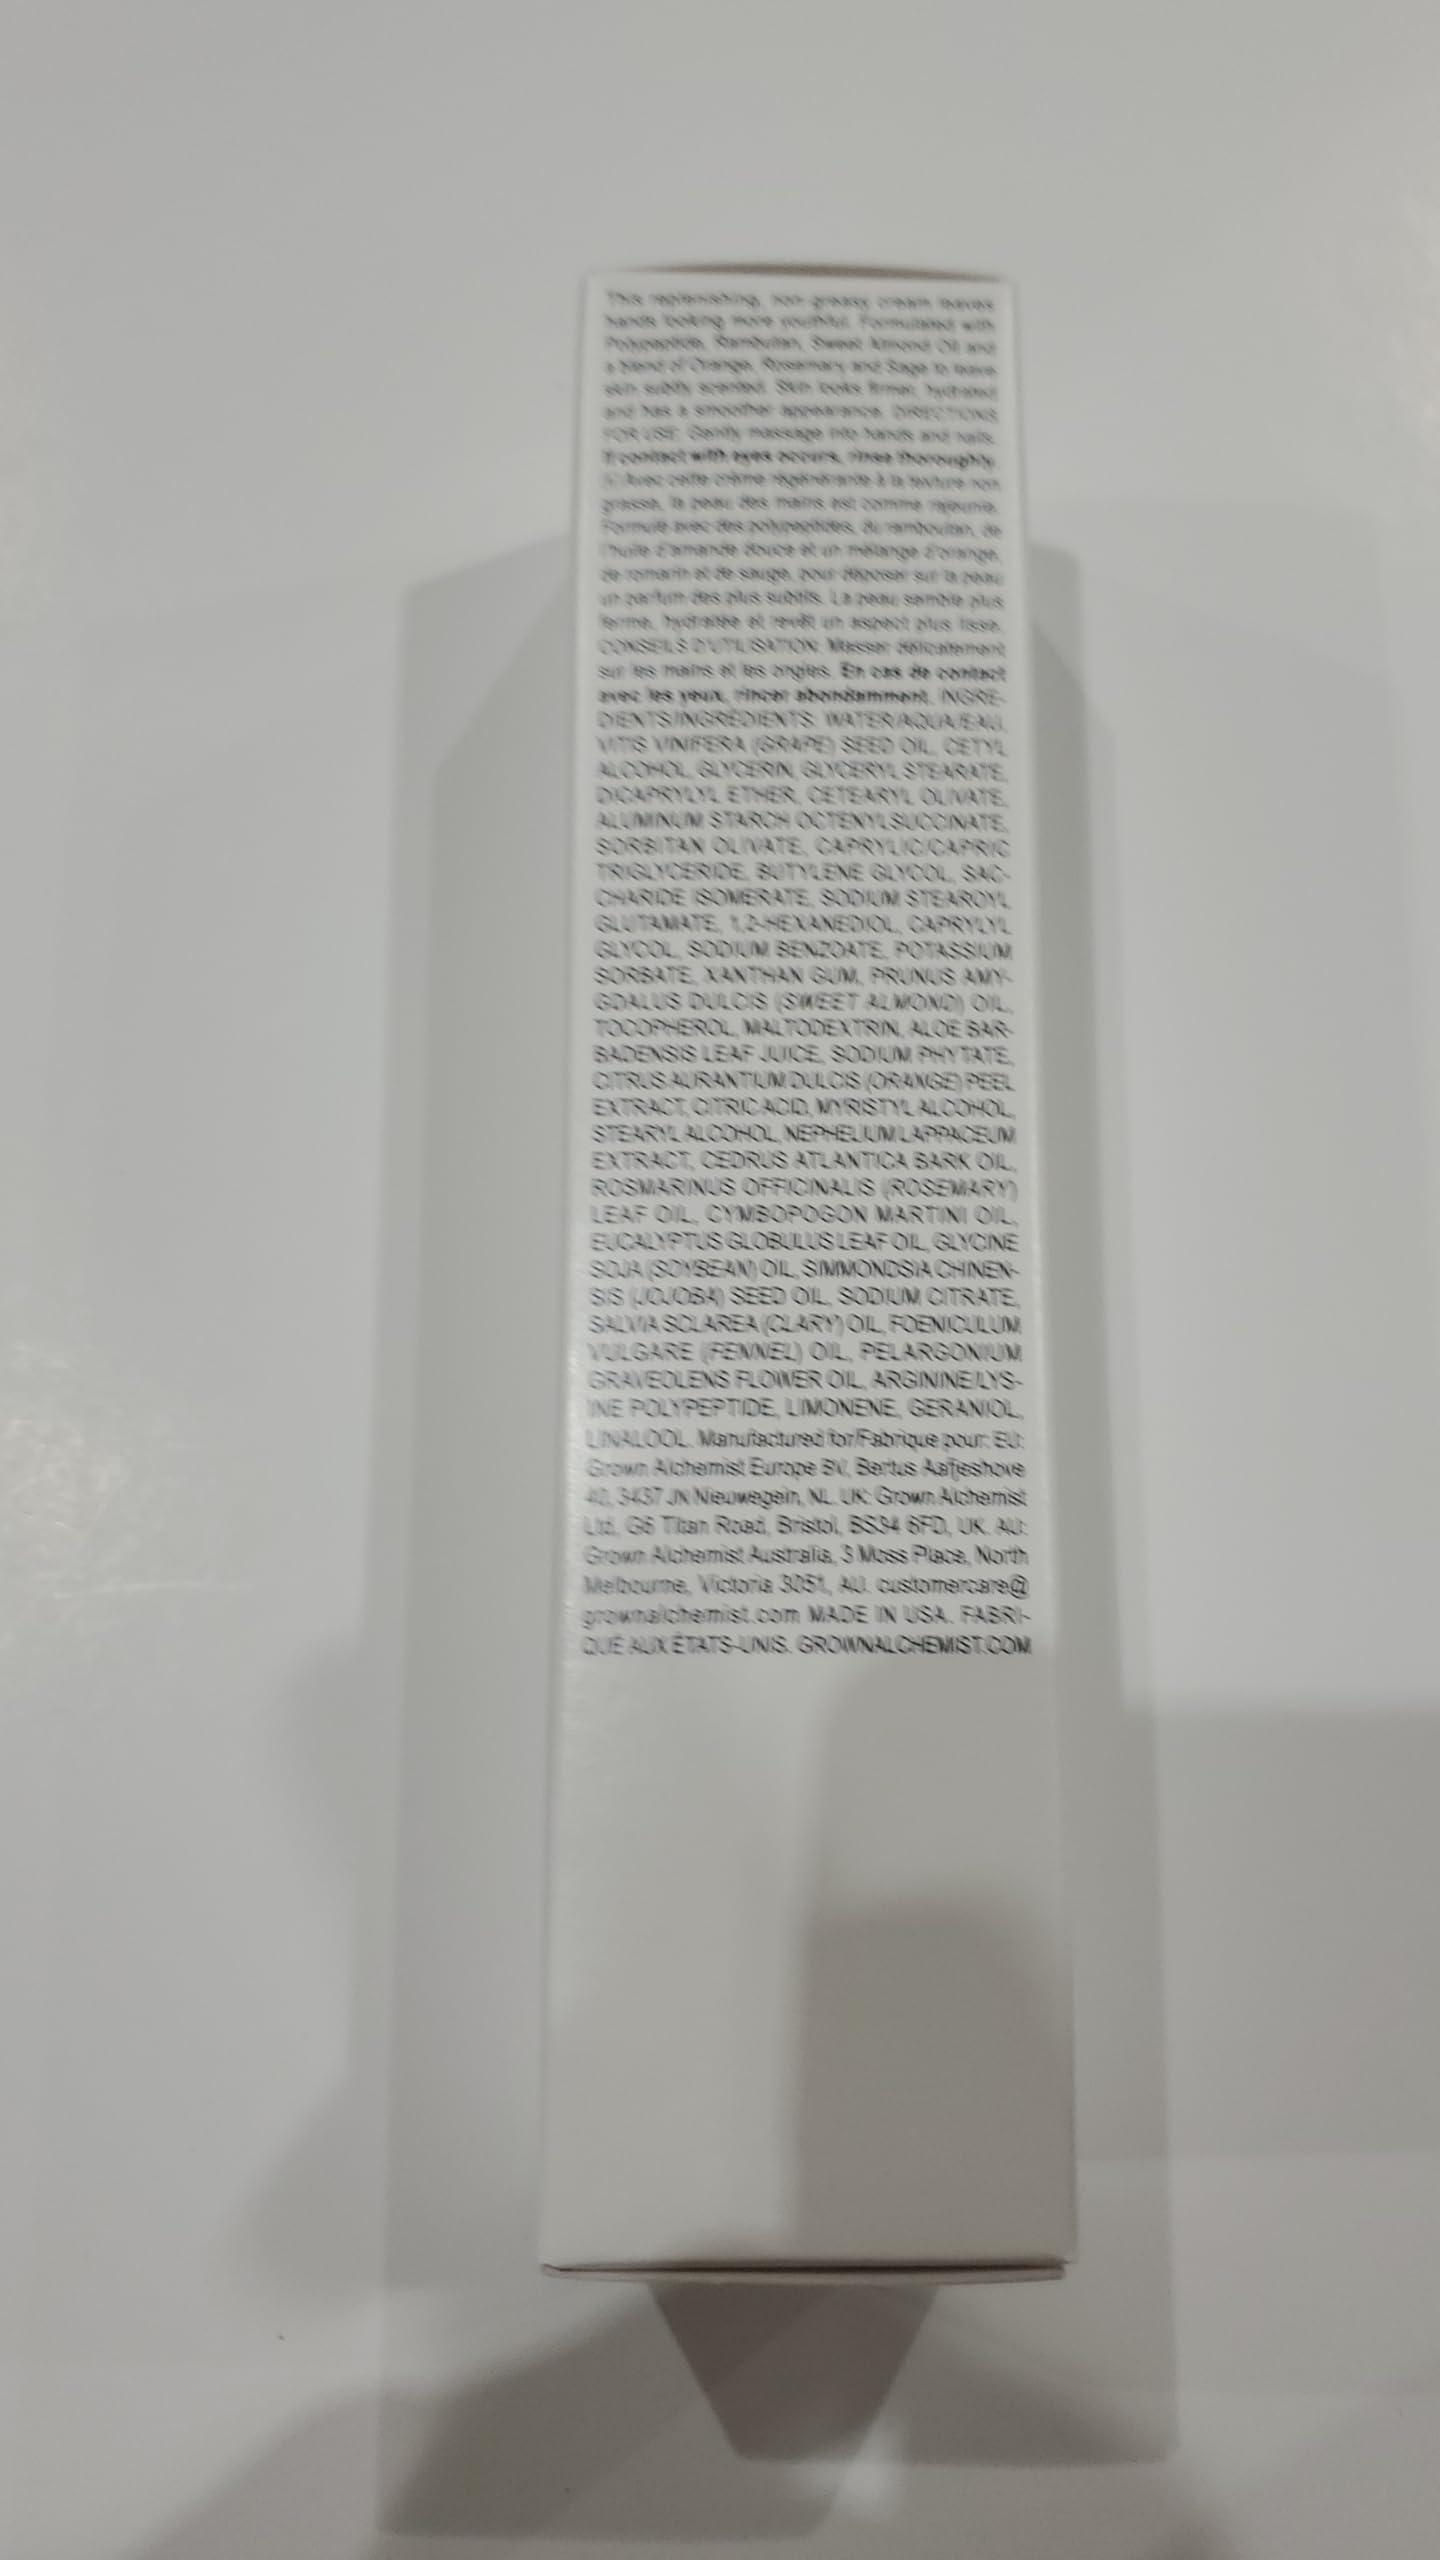 This replenishing, non-greasy cream leaves
hands looking more youthful. Formulated with
Polypeptide, Rambutan, Sweet Almond Oil and
a blend of Orange, Rosemary and Sage to leave
skin subtly scented. Skin looks firmer, hydrated
and has a smoother appearance. DIRECTIONS
FOR USE: Gently massage into hands and nails.
If contact with eyes occurs, rinse thoroughly.
Avec cette crème régénérante à la texture non
grasse, la peau des mains est comme rajeunie.
Formulé avec des polypeptides, du ramboutan, de
l'huile d'amande douce et un mélange d'orange,
de romarin et de sauge, pour déposer sur la peau
un parfum des plus subtils. La peau semble plus
ferme, hydratée et revêt un aspect plus lisse.
CONSEILS D'UTILISATION: Masser délicatement
sur les mains et les ongles. En cas de contact
avec les yeux, rincer abondamment. INGRE-
DIENTS/INGRÉDIENTS: WATER/AQUA/EAU,
VITIS VINIFERA (GRAPE) SEED OIL, CETYL
ALCOHOL, GLYCERIN, GLYCERYL STEARATE,
DICAPRYLYL ETHER, CETEARYL OLIVATE,
ALUMINUM STARCH OCTENYLSUCCINATE,
SORBITAN OLIVATE, CAPRYLIC/CAPRIC
TRIGLYCERIDE, BUTYLENE GLYCOL, SAC-
CHARIDE ISOMERATE, SODIUM STEAROYL
GLUTAMATE, 1,2-HEXANEDIOL, CAPRYLYL
GLYCOL, SODIUM BENZOATE, POTASSIUM
SORBATE, XANTHAN GUM, PRUNUS AMY-
GDALUS DULCIS (SWEET ALMOND) OIL,
TOCOPHEROL, MALTODEXTRIN, ALOE BAR-
BADENSIS LEAF JUICE, SODIUM PHYTATE,
CITRUS AURANTIUM DULCIS (ORANGE) PEEL
EXTRACT, CITRIC ACID, MYRISTYL ALCOHOL,
STEARYL ALCOHOL, NEPHELIUM LAPPACEUM
EXTRACT, CEDRUS ATLANTICA BARK OIL,
ROSMARINUS OFFICINALIS (ROSEMARY)
LEAF OIL, CYMBOPOGON MARTINI OIL,
EUCALYPTUS GLOBULUS LEAF OIL, GLYCINE
SOJA (SOYBEAN) OIL, SIMMONDSIA CHINEN-
SIS (JOJOBA) SEED OIL, SODIUM CITRATE,
SALVIA SCLAREA (CLARY) OIL, FOENICULUM
VULGARE (FENNEL) OIL, PELARGONIUM
GRAVEOLENS FLOWER OIL, ARGININE/LYS-
INE POLYPEPTIDE, LIMONENE, GERANIOL,
LINALOOL. Manufactured for/Fabrique pour: EU:
Grown Alchemist Europe BV, Bertus Aafjeshove
40, 3437 JN Nieuwegein, NL. UK: Grown Alchemist
Ltd, G6 Titan Road, Bristol, BS34 6FD, UK. AU:
Grown Alchemist Australia, 3 Moss Place, North
Melbourne, Victoria 3051, AU. customercare@
grownalchemist.com MADE IN USA. FABRI-
QUÉ AUX ÉTATS-UNIS. GROWNALCHEMIST.COM